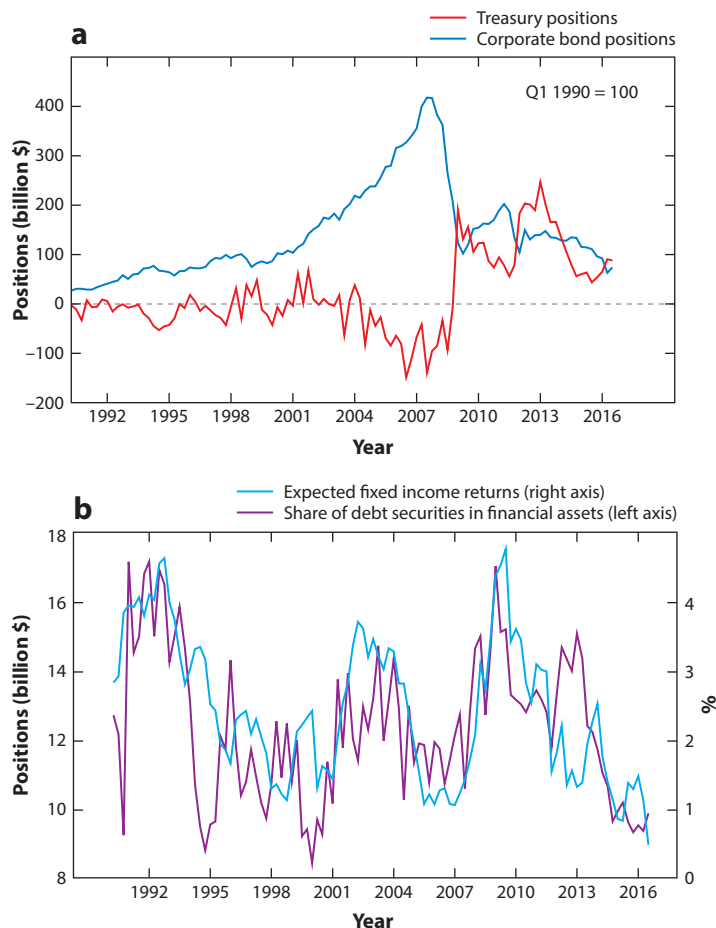 Treasury positions
Corporate bond positions
a
Q1 1990 = 100
Positions (billion $)
400
300
200
100
0
–100
–200
1992 1995 1998 2001 2004 2007 2010 2013 2016
Year
Expected fixed income returns (right axis)
Share of debt securities in financial assets (left axis)
b
Positions (billion $)
18
16
14
12
10
8
4
3
2
1
0
%
1992 1995 1998 2001 2004 2007 2010 2013 2016
Year